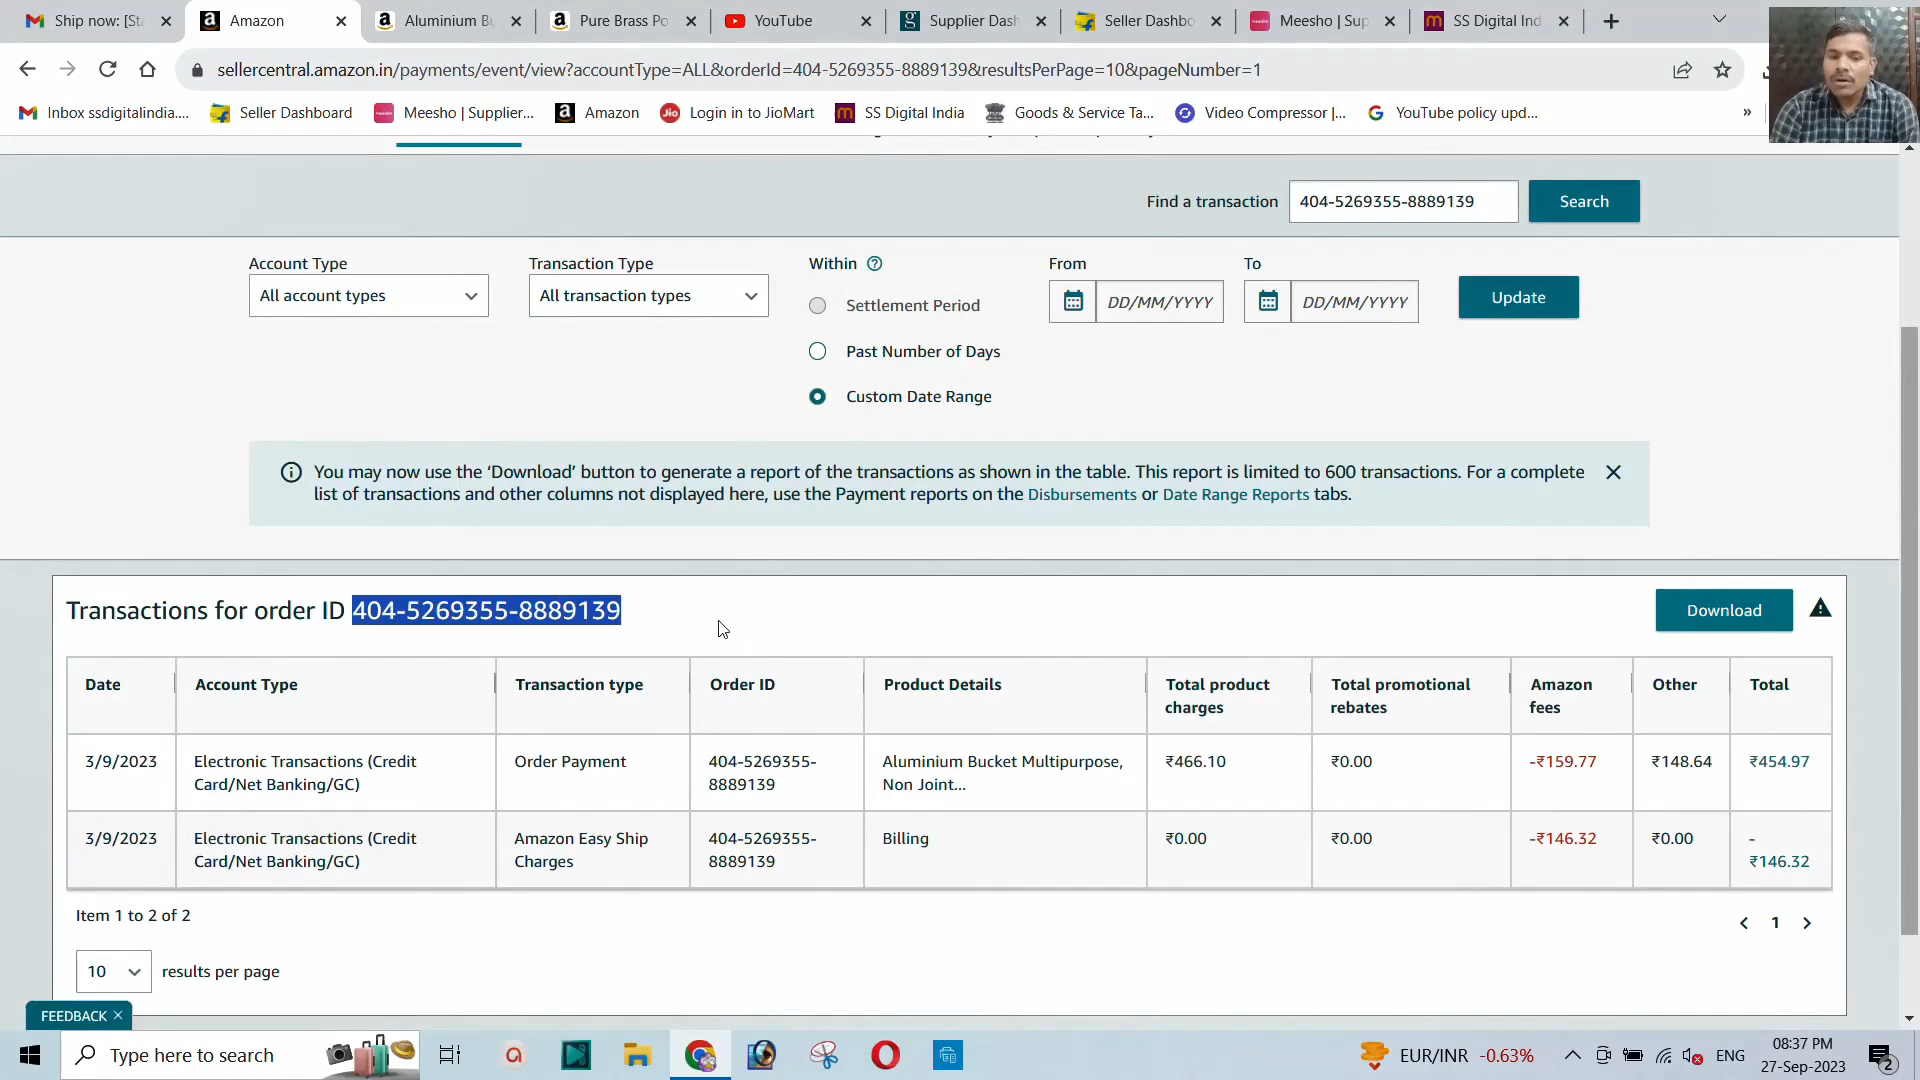 Ship now: [Sta
Amazon
Aluminium Bu
Pure Brass Po
YouTube
Supplier Dash
Seller Dashbo
Meesho | Sup
SS Digital Ind
sellercentral.amazon.in/payments/event/view?accountType=ALL&orderId=404-5269355-8889139&resultsPerPage=10&pageNumber=1
Inbox ssdigitalindia....
Seller Dashboard
Meesho | Supplier...
Amazon
Login in to JioMart
SS Digital India
Goods & Service Ta...
Video Compressor |...
YouTube policy upd...
»
Find a transaction
404-5269355-8889139
Search
Account Type
Transaction Type
Within
From
To
All account types
All transaction types
Settlement Period
DD/MM/YYYY
DD/MM/YYYY
Update
Past Number of Days
Custom Date Range
You may now use the ‘Download’ button to generate a report of the transactions as shown in the table. This report is limited to 600 transactions. For a complete
list of transactions and other columns not displayed here, use the Payment reports on the Disbursements or Date Range Reports tabs.
Transactions for order ID 404-5269355-8889139
Download
Date
Account Type
Transaction type
Order ID
Product Details
Total product
charges
Total promotional
rebates
Amazon
fees
Other
Total
3/9/2023
Electronic Transactions (Credit
Card/Net Banking/GC)
Order Payment
404-5269355-
8889139
Aluminium Bucket Multipurpose,
Non Joint...
₹466.10
₹0.00
-₹159.77
₹148.64
₹454.97
3/9/2023
Electronic Transactions (Credit
Card/Net Banking/GC)
Amazon Easy Ship
Charges
404-5269355-
8889139
Billing
₹0.00
₹0.00
-₹146.32
₹0.00
-
₹146.32
Item 1 to 2 of 2
1
10
results per page
FEEDBACK
Type here to search
EUR/INR -0.63%
ENG
08:37 PM
27-Sep-2023
2